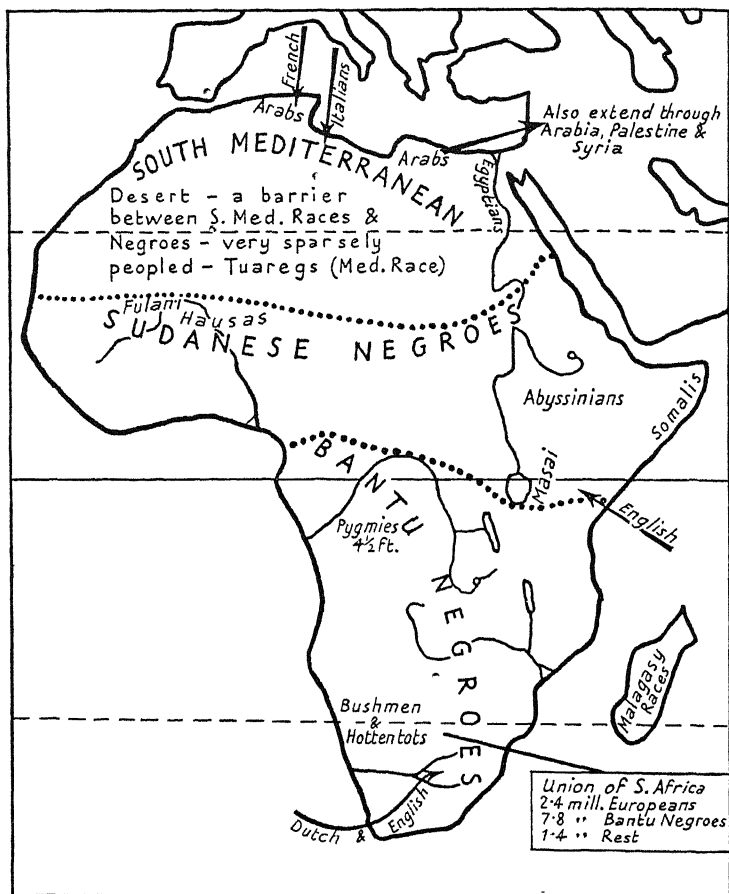 French
Italians
Arabs
Also extend through
Arabia, Palestine &
Syria
SOUTH MEDITERRANEAN
Arabs
Egyptians
Desert – a barrier
between S. Med. Races &
Negroes – very sparsely
peopled – Tuaregs (Med. Race)
Fulani
Hausas
SUDANESE NEGROES
Abyssinians
Somalis
BANTU NEGROES
Masai
English
Pygmies
4½ ft.
Malagasy
Races
Bushmen
&
Hottentots
Dutch & English
Union of S. Africa
2·4 mill. Europeans
7·8 " Bantu Negroes
1·4 " Rest